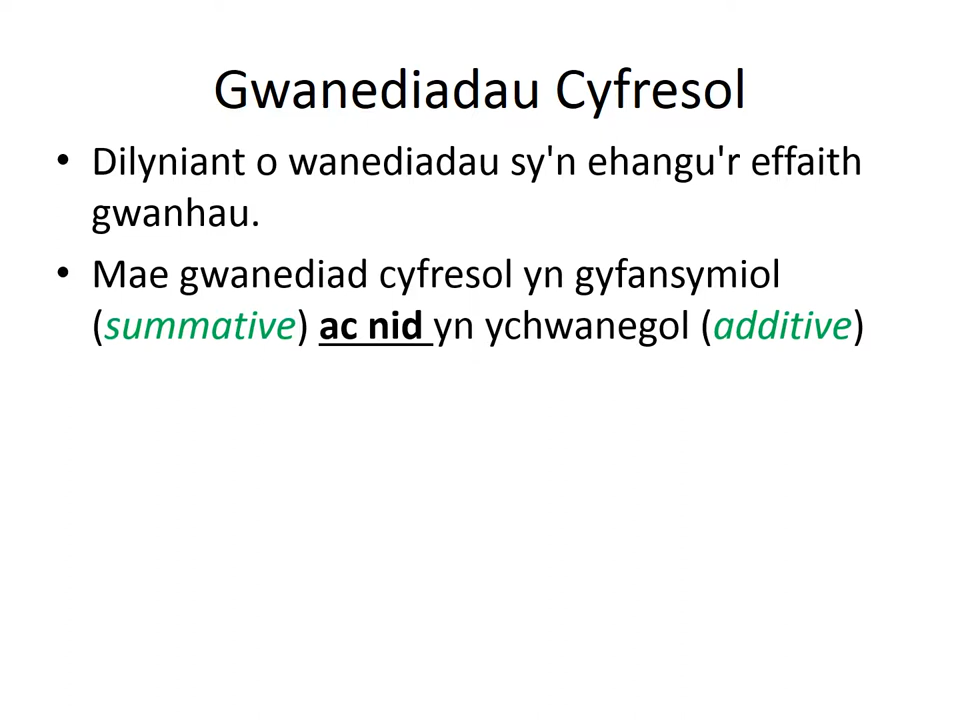 Gwanediadau Cyfresol
• Dilyniant o wanediadau sy'n ehangu'r effaith
gwanhau.
• Mae gwanediad cyfresol yn gyfansymiol
(summative) ac nid yn ychwanegol (additive)